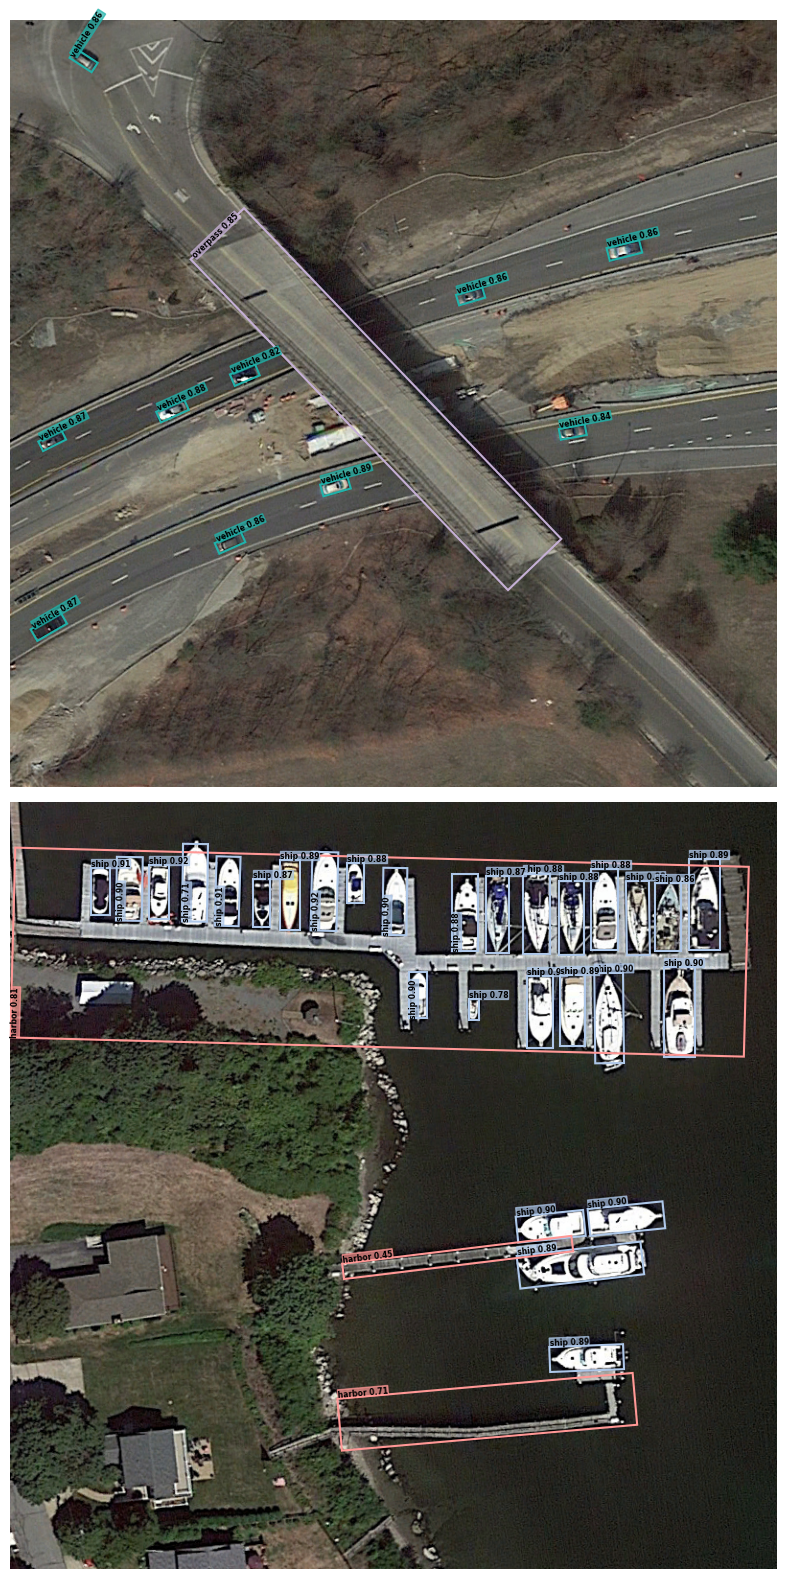 vehicle 0.86
overpass 0.85
vehicle 0.86
vehicle 0.86
vehicle 0.82
vehicle 0.88
vehicle 0.87
vehicle 0.84
vehicle 0.89
vehicle 0.86
vehicle 0.87
ship 0.91
ship 0.92
ship 0.89
ship 0.88
ship 0.87
ship 0.90
ship 0.71
ship 0.91
ship 0.92
ship 0.90
ship 0.88
ship 0.87
ship 0.88
ship 0.88
ship 0.88
ship 0.86
ship 0.89
harbor 0.81
ship 0.90
ship 0.78
ship 0.89
ship 0.90
ship 0.90
ship 0.90
ship 0.90
harbor 0.45
ship 0.89
ship 0.89
harbor 0.71